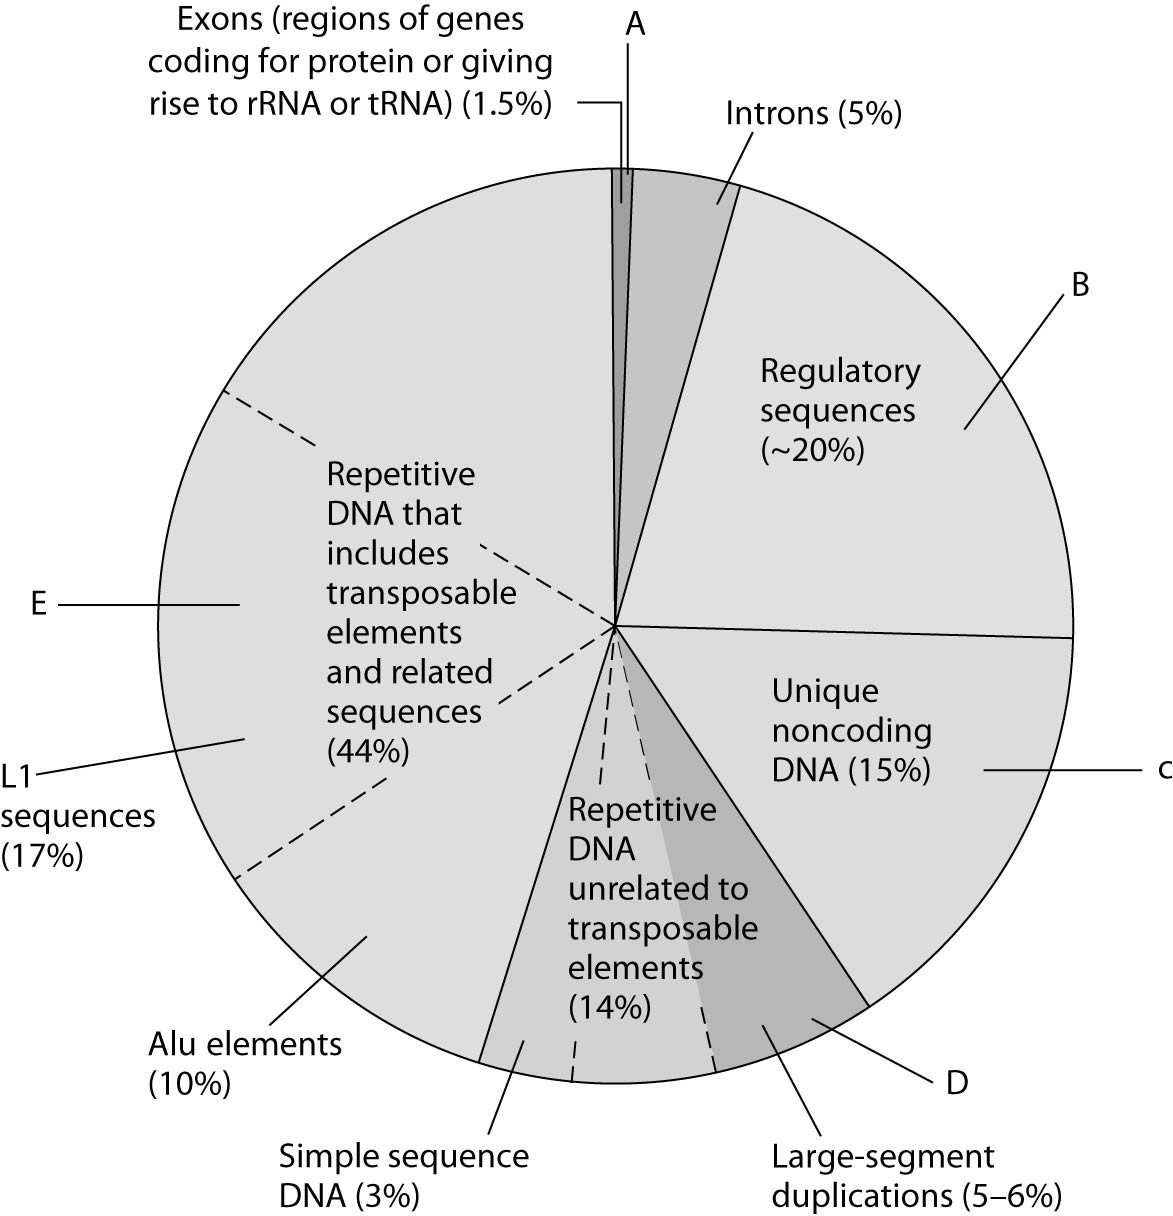 Exons (regions of genes
coding for protein or giving
rise to rRNA or tRNA) (1.5%)
A
Introns (5%)
B
Regulatory
sequences
(~20%)
Repetitive
DNA that
includes
transposable
elements
and related
sequences
(44%)
E
Unique
noncoding
DNA (15%)
c
L1
sequences
(17%)
Repetitive
DNA
unrelated to
transposable
elements
(14%)
Alu elements
(10%)
D
Simple sequence
DNA (3%)
Large-segment
duplications (5–6%)